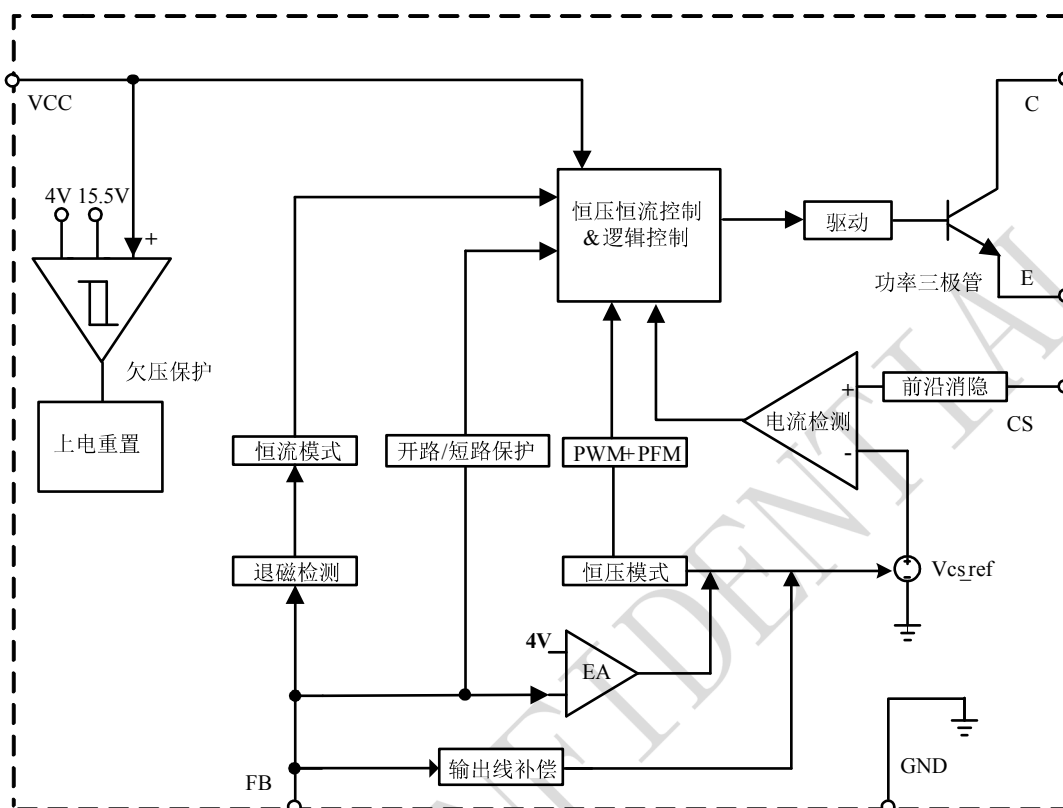 VCC
C
4V 15.5V
+
恒压恒流控制
&逻辑控制
驱动
功率三极管
E
欠压保护
上电重置
+
前沿消隐
CS
电流检测
-
恒流模式
开路/短路保护
PWM+PFM
退磁检测
恒压模式
+
-
Vcs_ref
4V
EA
FB
输出线补偿
GND
CONFIDENTIAL